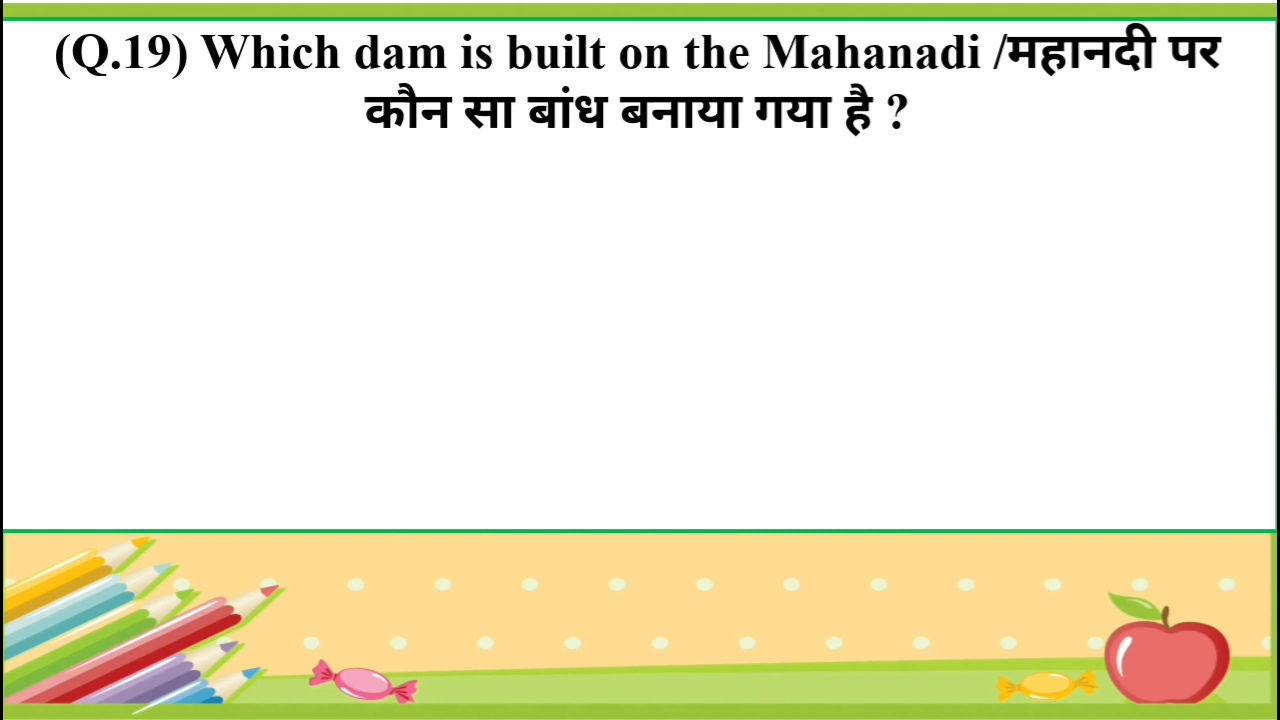 (Q.19) Which dam is built on the Mahanadi /महानदी पर
कौन सा बांध बनाया गया है ?